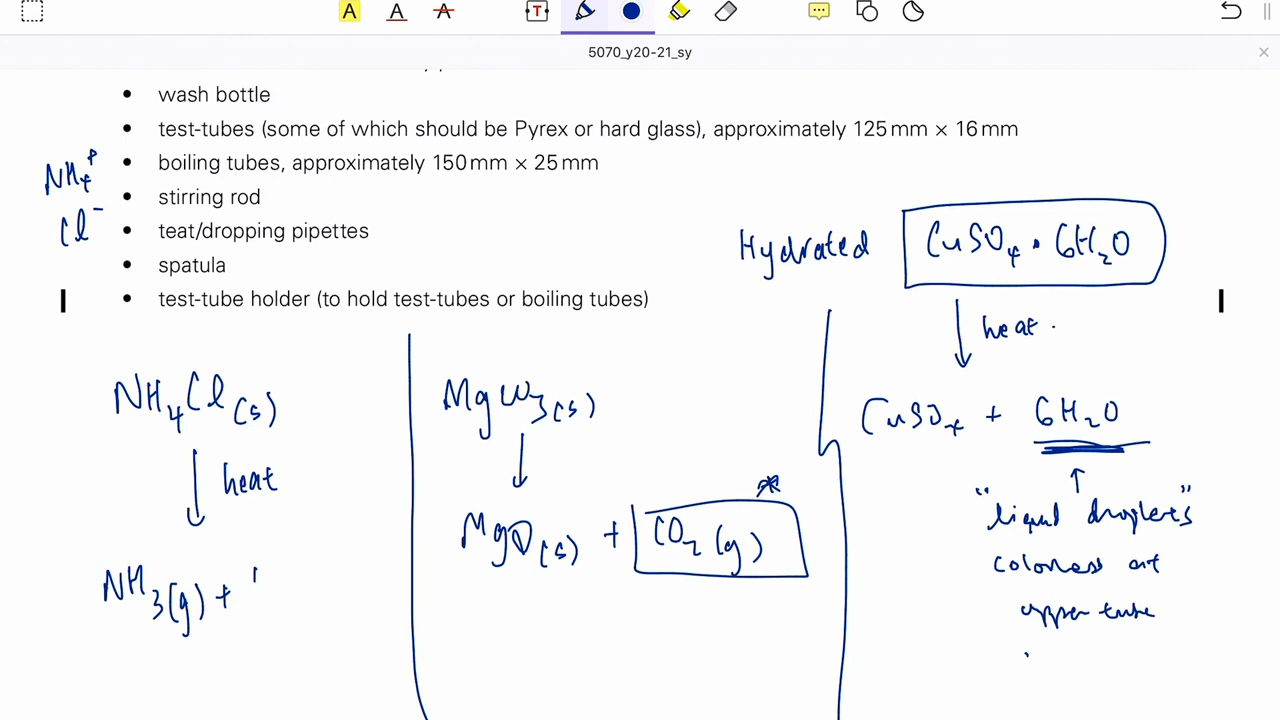 A A A T
5070_y20-21_sy
• wash bottle
• test-tubes (some of which should be Pyrex or hard glass), approximately 125 mm × 16 mm
• boiling tubes, approximately 150 mm × 25 mm
• stirring rod
• teat/dropping pipettes
• spatula
• test-tube holder (to hold test-tubes or boiling tubes)
NH₄⁺
Cl⁻
NH₄Cl(s)
↓ heat
NH₃(g) + '
MgCO₃(s)
↓
MgO(s) + CO₂(g) *
Hydrated CuSO₄ • 6H₂O
↓ heat.
CuSO₄ + 6H₂O
↑
"liquid droplets"
colorless at
upper tube